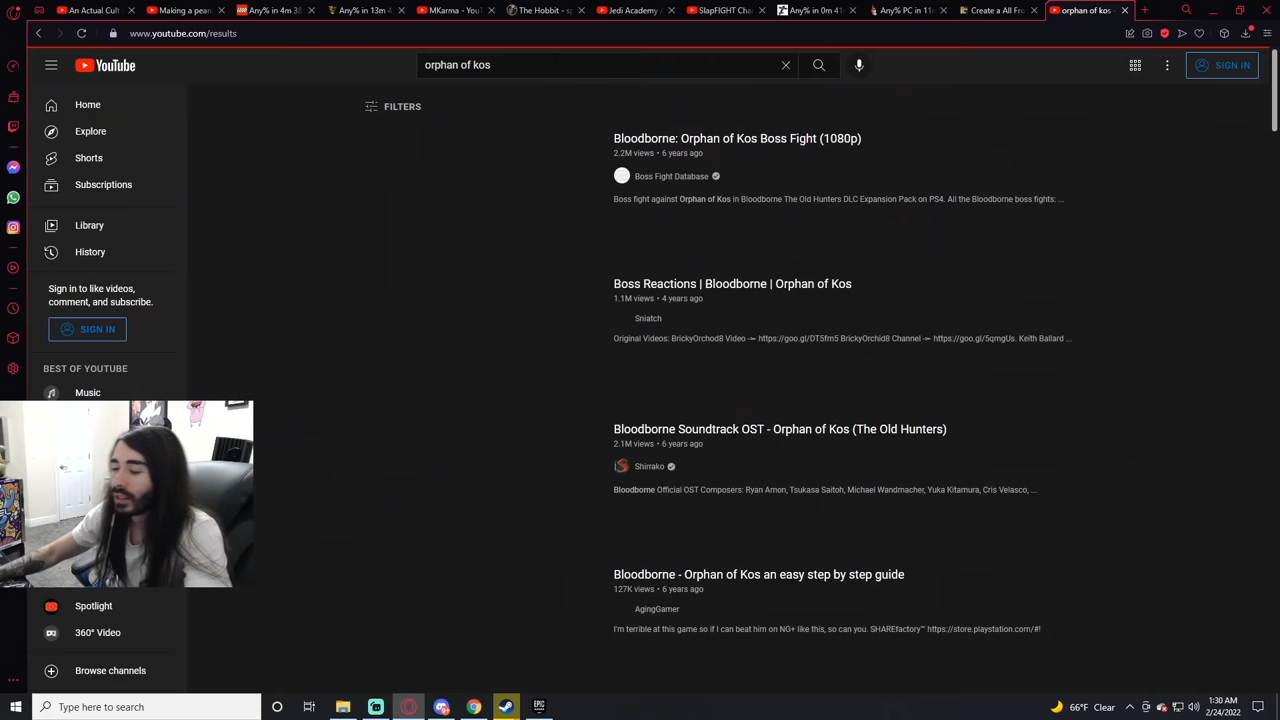 An Actual Cult
Making a pean
Any% in 4m 38
Any% in 13m 4
MKarma - YouT
The Hobbit - sp
Jedi Academy A
SlapFIGHT Chan
Any% in 0m 41
Any% PC in 11m
Create a All Fro
orphan of kos -
www.youtube.com/results
YouTube
orphan of kos
SIGN IN
FILTERS
Home
Explore
Shorts
Subscriptions
Library
History
Sign in to like videos,
comment, and subscribe.
SIGN IN
BEST OF YOUTUBE
Music
Spotlight
360° Video
Browse channels
Bloodborne: Orphan of Kos Boss Fight (1080p)
2.2M views • 6 years ago
Boss Fight Database
Boss fight against Orphan of Kos in Bloodborne The Old Hunters DLC Expansion Pack on PS4. All the Bloodborne boss fights: ...
Boss Reactions | Bloodborne | Orphan of Kos
1.1M views • 4 years ago
Sniatch
Original Videos: BrickyOrchod8 Video -➛ https://goo.gl/DT5fm5 BrickyOrchid8 Channel -➛ https://goo.gl/5qmgUs. Keith Ballard ...
Bloodborne Soundtrack OST - Orphan of Kos (The Old Hunters)
2.1M views • 6 years ago
Shirrako
Bloodborne Official OST Composers: Ryan Amon, Tsukasa Saitoh, Michael Wandmacher, Yuka Kitamura, Cris Velasco, ...
Bloodborne - Orphan of Kos an easy step by step guide
127K views • 6 years ago
AgingGamer
I'm terrible at this game so if I can beat him on NG+ like this, so can you. SHAREfactory™ https://store.playstation.com/#!
Type here to search
66°F Clear
1:30 AM
2/24/2022